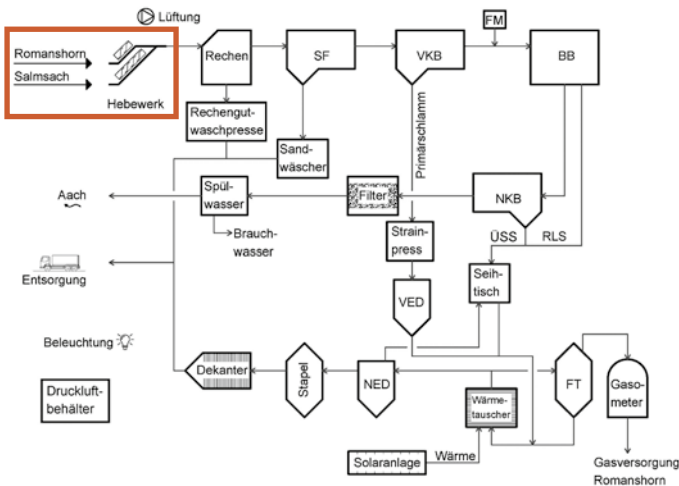 Lüftung
FM
Romanshorn
Salmsach
Hebewerk
Rechen
SF
VKB
BB
Rechengut-
waschpresse
Sand-
wäscher
Primärschlamm
Aach
Spül-
wasser
Filter
NKB
Brauch-
wasser
Strain-
press
ÜSS
RLS
Entsorgung
Seih-
tisch
VED
Beleuchtung
Dekanter
Stapel
NED
FT
Gaso-
meter
Druckluft-
behälter
Wärme-
tauscher
Solaranlage
Wärme
Gasversorgung
Romanshorn